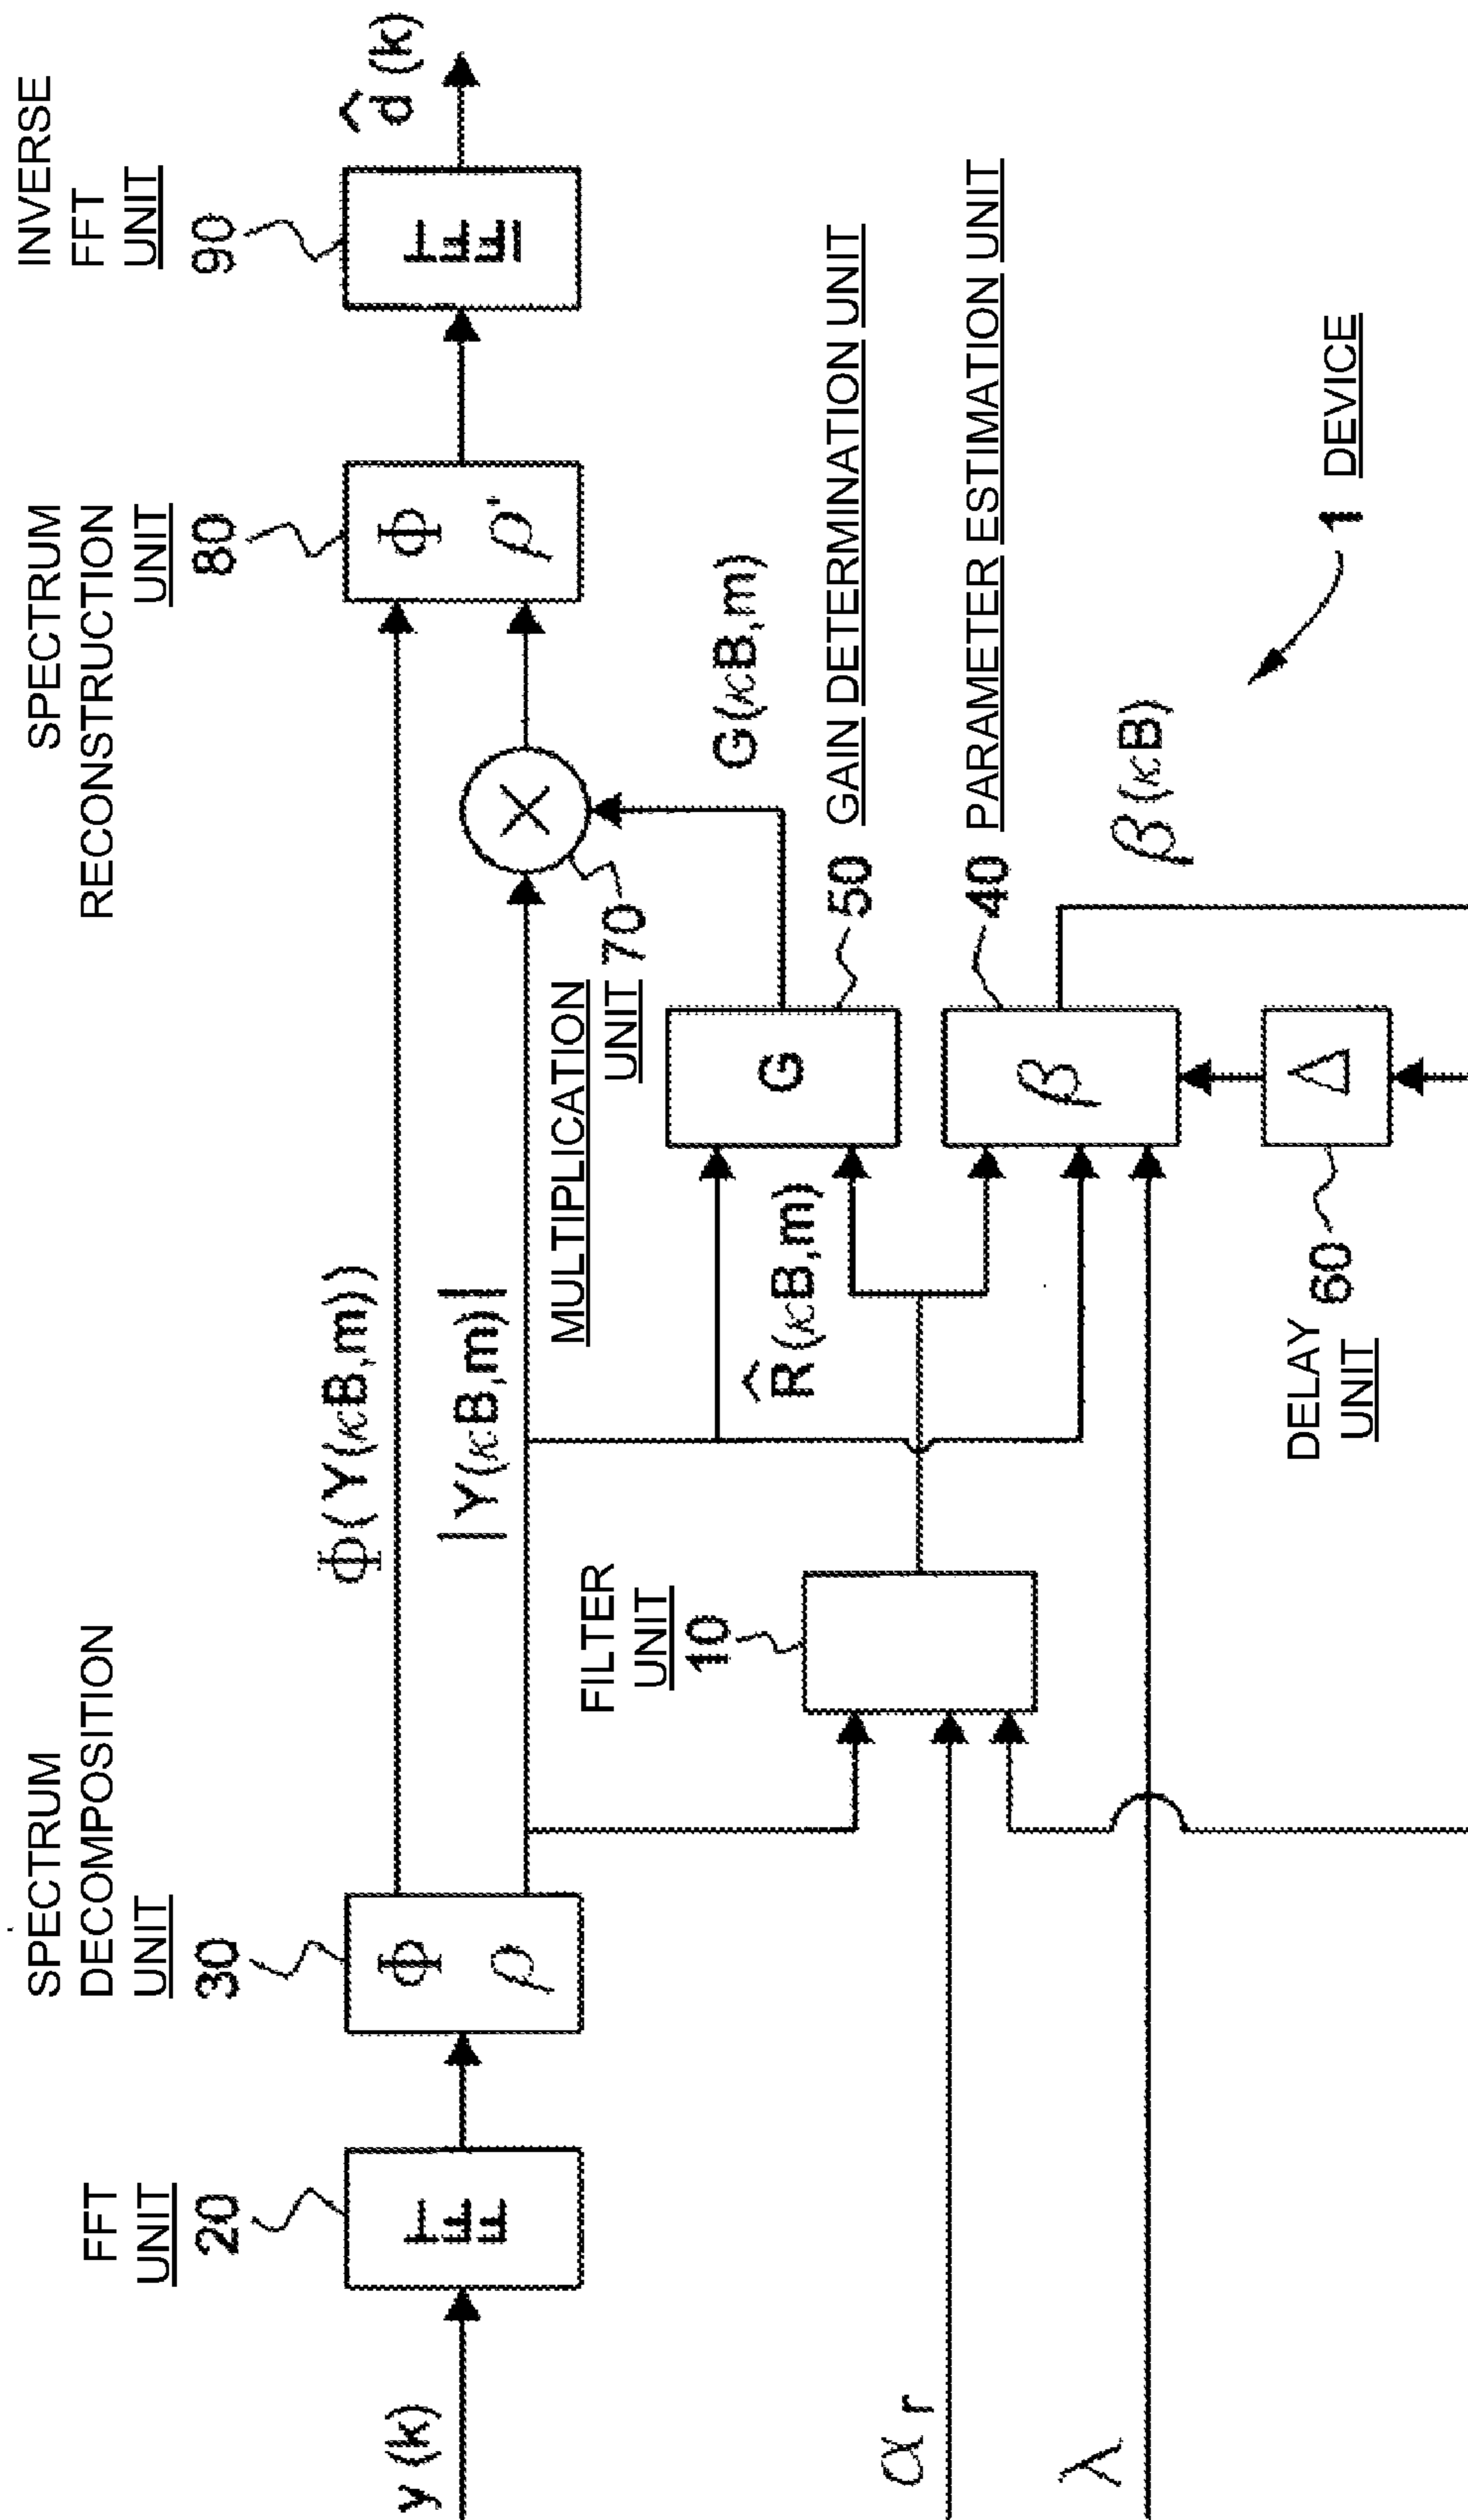 FFT
UNIT
20
SPECTRUM
DECOMPOSITION
UNIT
30
SPECTRUM
RECONSTRUCTION
UNIT
80
INVERSE
FFT
UNIT
90
y(k)
FFT
Φ
ρ
Φ(Y(κB,m))
|Y(κB,m)|
Φ
ρ'
IFFT
d̂(k)
MULTIPLICATION
UNIT 70
×
G(κB,m)
FILTER
UNIT
10
R̂(κB,m)
G
50 GAIN DETERMINATION UNIT
α r
β
40 PARAMETER ESTIMATION UNIT
λ
β(κB)
DELAY
UNIT 60
Δ
1 DEVICE